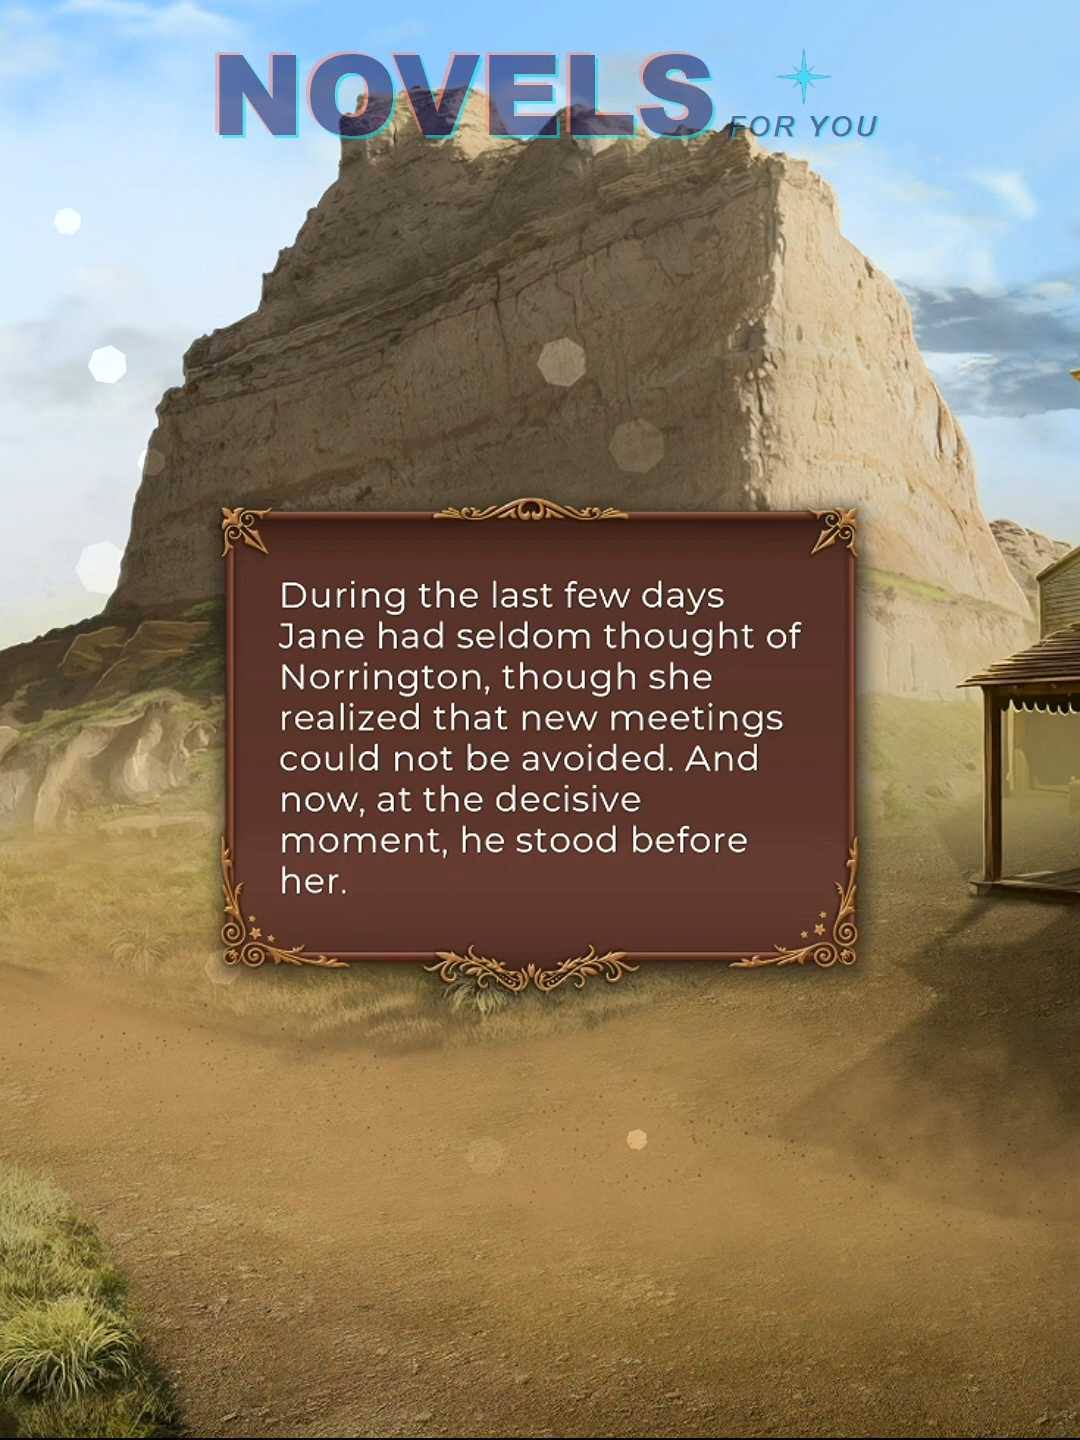 NOVELS
FOR YOU
During the last few days
Jane had seldom thought of
Norrington, though she
realized that new meetings
could not be avoided. And
now, at the decisive
moment, he stood before
her.